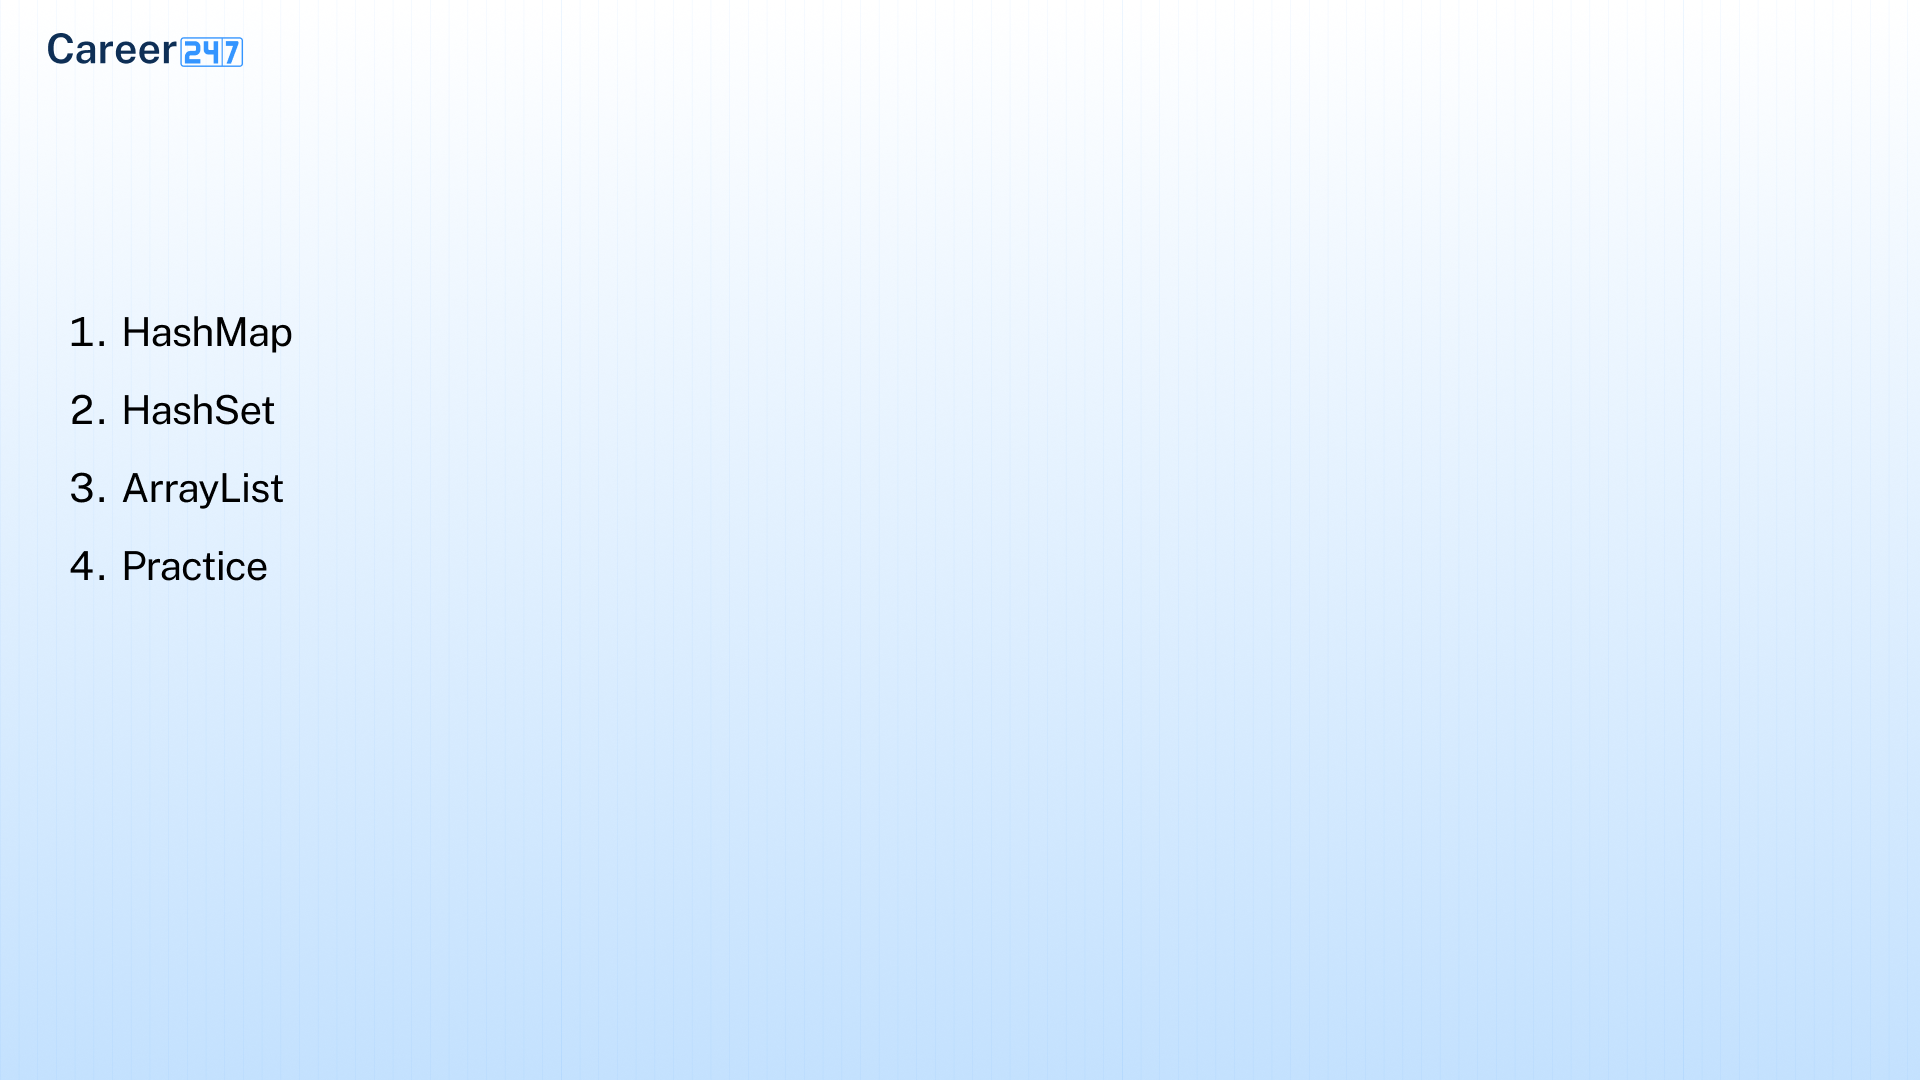 Career247
1. HashMap
2. HashSet
3. ArrayList
4. Practice